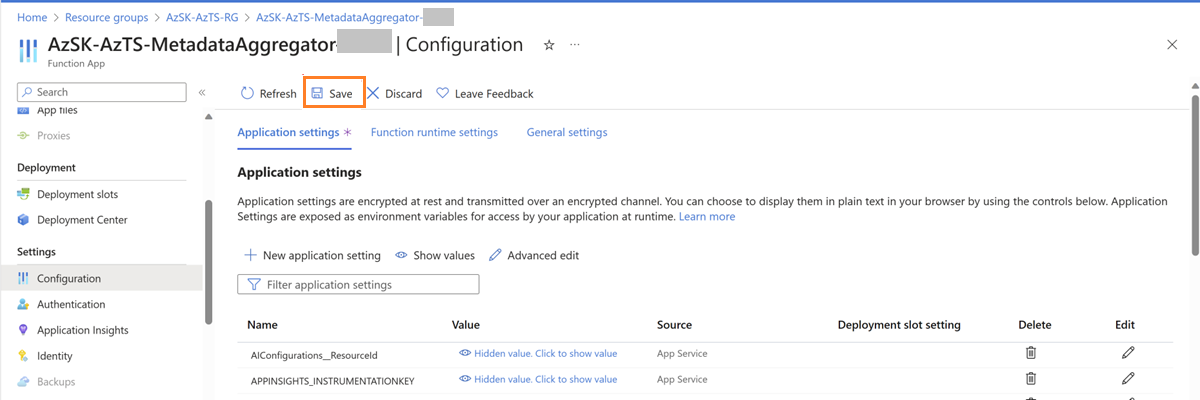 Home > Resource groups > AzSK-AzTS-RG > AzSK-AzTS-MetadataAggregator-
AzSK-AzTS-MetadataAggregator- | Configuration
Function App
Search
«
App files
Proxies
Deployment
Deployment slots
Deployment Center
Settings
Configuration
Authentication
Application Insights
Identity
Backups
Refresh Save Discard Leave Feedback
Application settings * Function runtime settings General settings
Application settings
Application settings are encrypted at rest and transmitted over an encrypted channel. You can choose to display them in plain text in your browser by using the controls below. Application
Settings are exposed as environment variables for access by your application at runtime. Learn more
New application setting Show values Advanced edit
Filter application settings
Name Value Source Deployment slot setting Delete Edit
AIConfigurations__ResourceId Hidden value. Click to show value App Service
APPINSIGHTS_INSTRUMENTATIONKEY Hidden value. Click to show value App Service